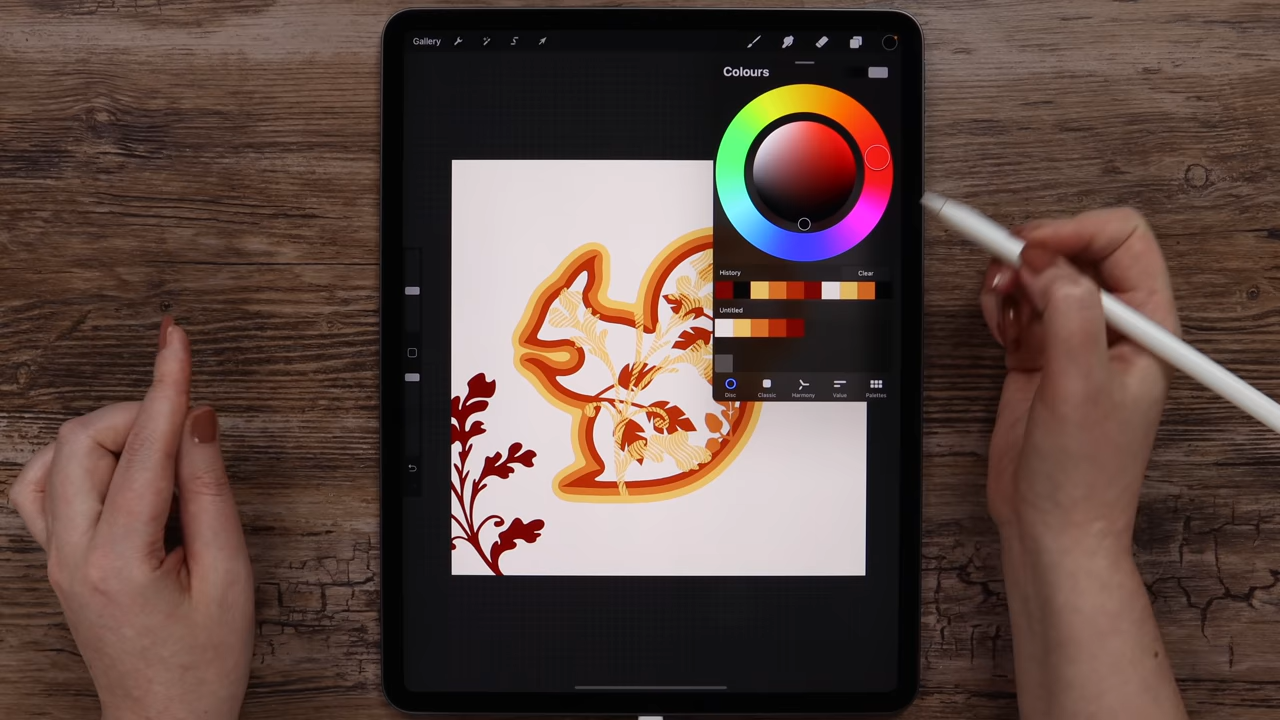 Gallery
Colours
History
Clear
Untitled
Disc
Classic
Harmony
Value
Palettes